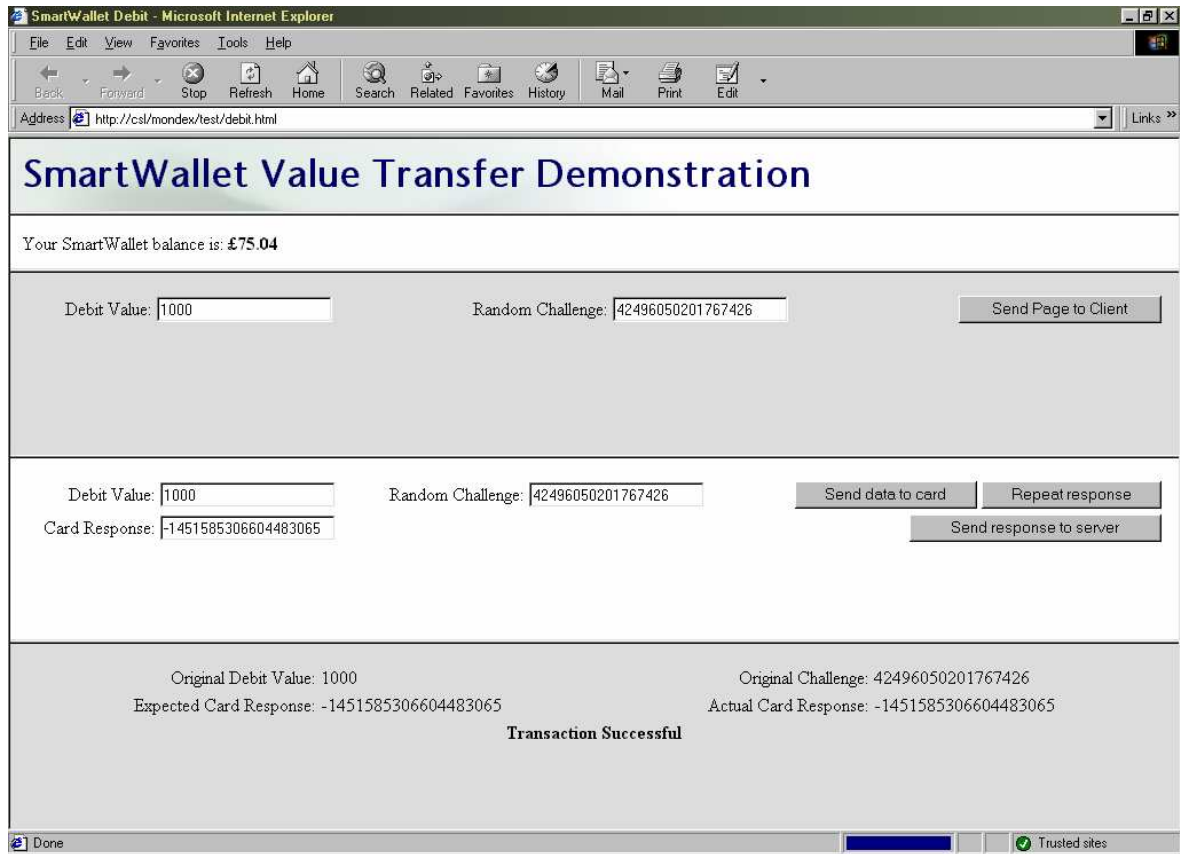 SmartWallet Debit - Microsoft Internet Explorer
File Edit View Favorites Tools Help
Back Forward Stop Refresh Home Search Related Favorites History Mail Print Edit
Address http://csl/mondex/test/debit.html Links »
SmartWallet Value Transfer Demonstration
Your SmartWallet balance is: £75.04
Debit Value: 1000 Random Challenge: 42496050201767426 Send Page to Client
Debit Value: 1000 Random Challenge: 42496050201767426 Send data to card Repeat response
Card Response: -1451585306604483065 Send response to server
Original Debit Value: 1000 Original Challenge: 42496050201767426
Expected Card Response: -1451585306604483065 Actual Card Response: -1451585306604483065
Transaction Successful
Done Trusted sites